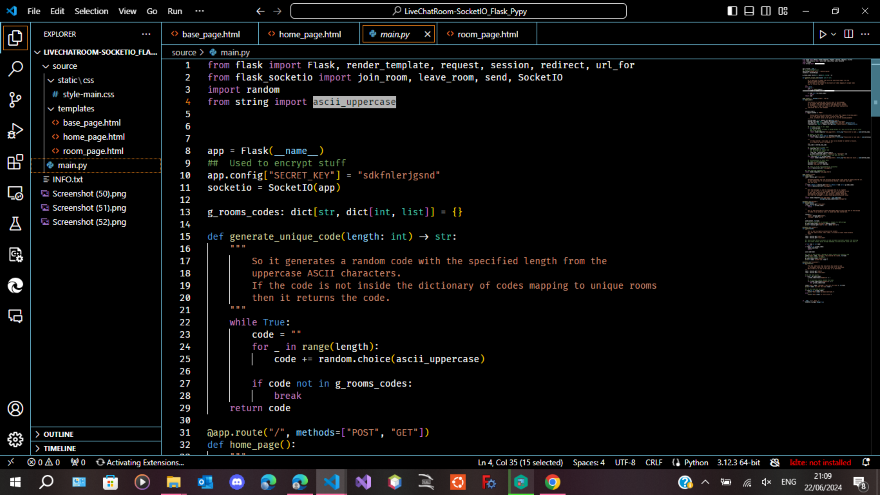 File Edit Selection View Go Run ··· LiveChatRoom-SocketIO_Flask_Pypy
EXPLORER ···
base_page.html home_page.html main.py room_page.html
LIVECHATROOM-SOCKETIO_FLA...
source
static\css
style-main.css
templates
base_page.html
home_page.html
room_page.html
main.py
INFO.txt
Screenshot (50).png
Screenshot (51).png
Screenshot (52).png
OUTLINE
TIMELINE
source > main.py
1 from flask import Flask, render_template, request, session, redirect, url_for
2 from flask_socketio import join_room, leave_room, send, SocketIO
3 import random
4 from string import ascii_uppercase
5
6
7
8 app = Flask(__name__)
9 ## Used to encrypt stuff
10 app.config["SECRET_KEY"] = "sdkfnlerjgsnd"
11 socketio = SocketIO(app)
12
13 g_rooms_codes: dict[str, dict[int, list]] = {}
14
15 def generate_unique_code(length: int) → str:
16 """
17 So it generates a random code with the specified length from the
18 uppercase ASCII characters.
19 If the code is not inside the dictionary of codes mapping to unique rooms
20 then it returns the code.
21 """
22 while True:
23 code = ""
24 for _ in range(length):
25 code += random.choice(ascii_uppercase)
26
27 if code not in g_rooms_codes:
28 break
29 return code
30
31 @app.route("/", methods=["POST", "GET"])
32 def home_page():
33 """
0 0 0 Activating Extensions... Ln 4, Col 35 (15 selected) Spaces: 4 UTF-8 CRLF Python 3.12.3 64-bit
ENG 21:09
22/06/2024